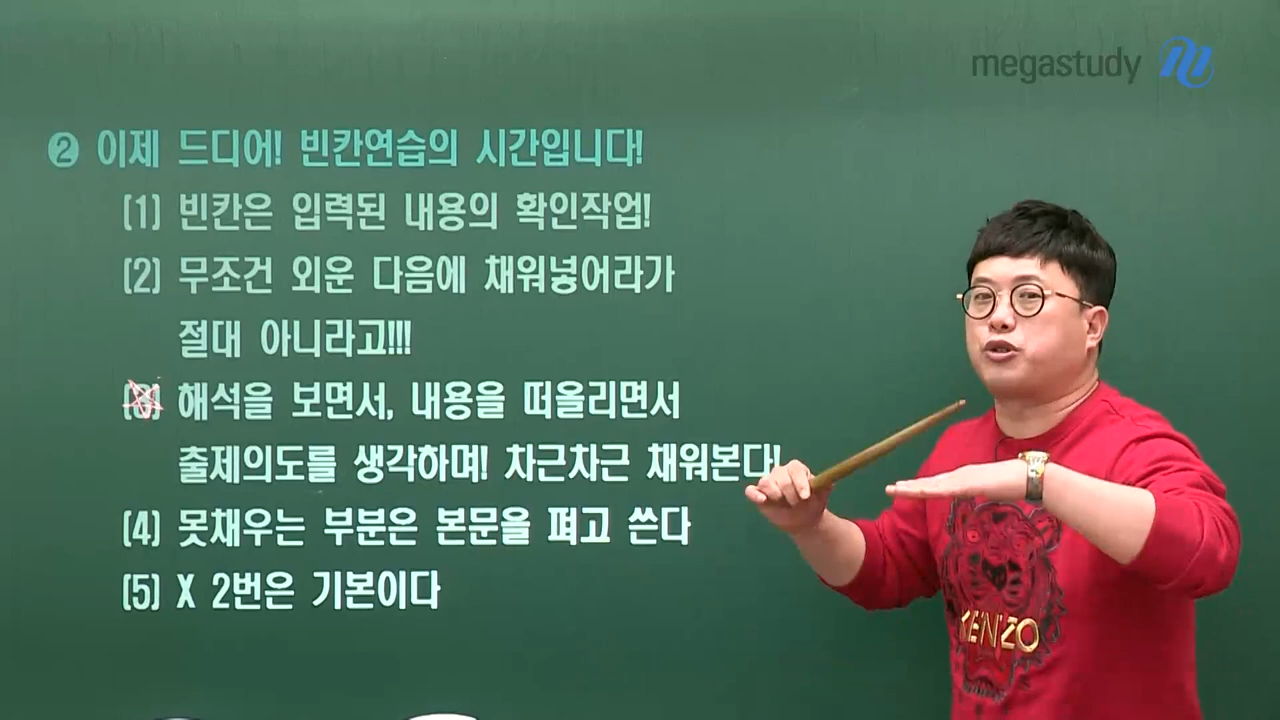 megastudy
❷ 이제 드디어! 빈칸연습의 시간입니다!
(1) 빈칸은 입력된 내용의 확인작업!
(2) 무조건 외운 다음에 채워넣어라가
절대 아니라고!!!
(3) 해석을 보면서, 내용을 떠올리면서
출제의도를 생각하며! 차근차근 채워본다!
(4) 못채우는 부분은 본문을 펴고 쓴다
(5) X 2번은 기본이다
KENZO